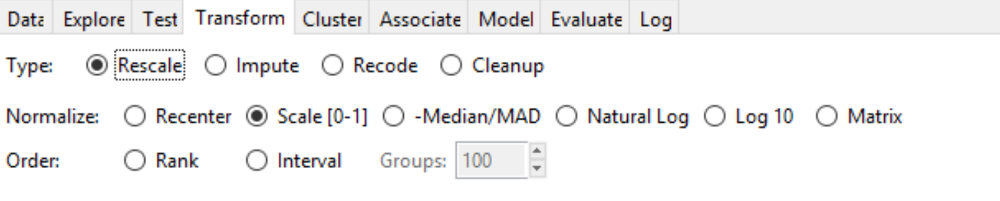 Data Explore Test Transform Cluster Associate Model Evaluate Log
Type: Rescale Impute Recode Cleanup
Normalize: Recenter Scale [0-1] -Median/MAD Natural Log Log 10 Matrix
Order: Rank Interval Groups: 100